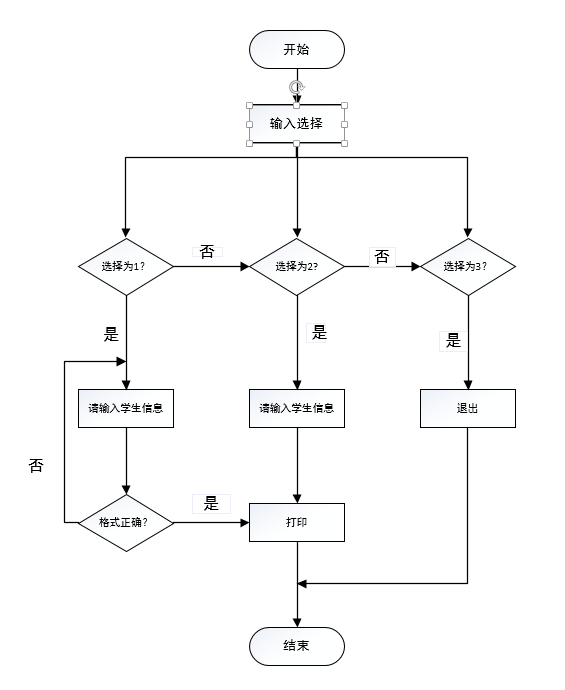 开始
输入选择
选择为1?
否
选择为2?
否
选择为3?
是
是
是
请输入学生信息
请输入学生信息
退出
否
格式正确?
是
打印
结束